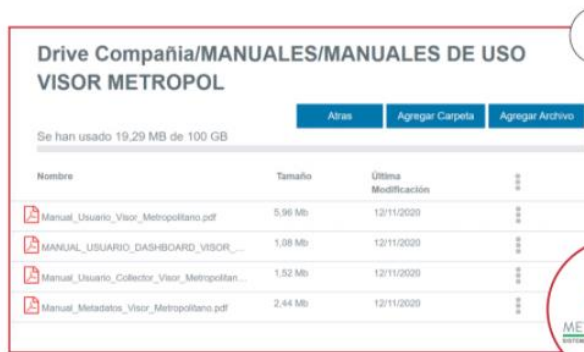 Drive Compañia/MANUALES/MANUALES DE USO
VISOR METROPOL
Atras Agregar Carpeta Agregar Archivo
Se han usado 19,29 MB de 100 GB
Nombre Tamaño Última Modificación
Manual_Usuario_Visor_Metropolitano.pdf 5,96 Mb 12/11/2020
MANUAL_USUARIO_DASHBOARD_VISOR_... 1,08 Mb 12/11/2020
Manual_Usuario_Collector_Visor_Metropolitan... 1,52 Mb 12/11/2020
Manual_Metadatos_Visor_Metropolitano.pdf 2,44 Mb 12/11/2020